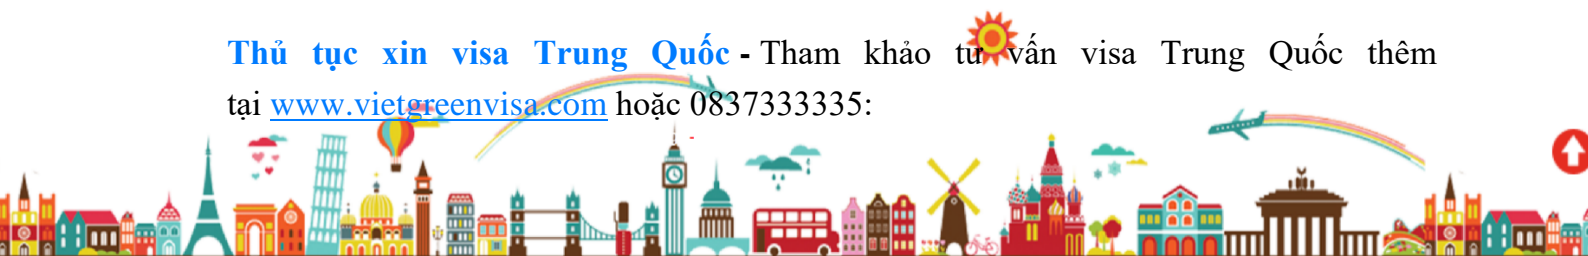 Thủ tục xin visa Trung Quốc - Tham khảo tư vấn visa Trung Quốc thêm
tại www.vietgreenvisa.com hoặc 0837333335: